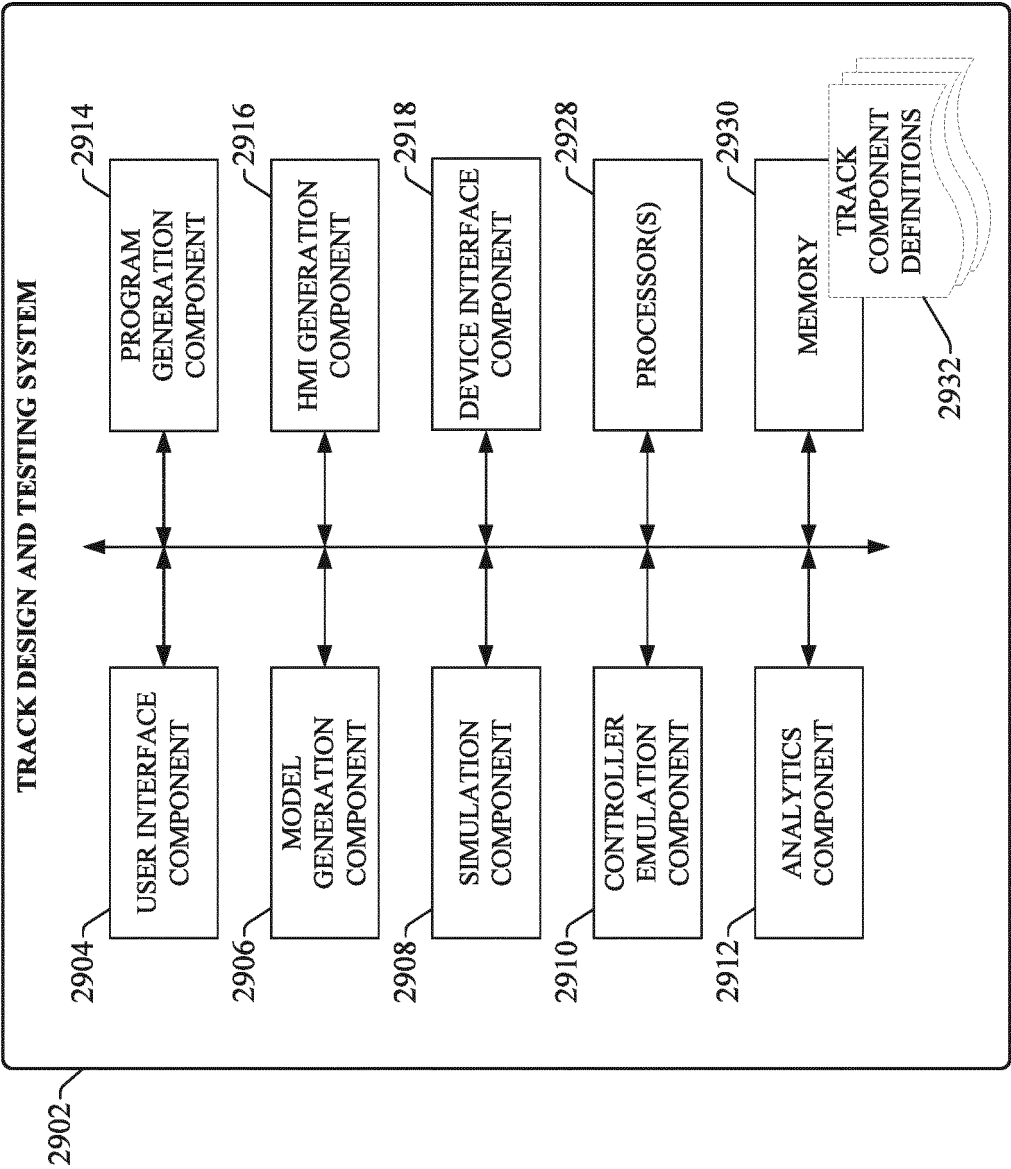 TRACK DESIGN AND TESTING SYSTEM
2902
2904
USER INTERFACE
COMPONENT
2906
MODEL
GENERATION
COMPONENT
2908
SIMULATION
COMPONENT
2910
CONTROLLER
EMULATION
COMPONENT
2912
ANALYTICS
COMPONENT
2914
PROGRAM
GENERATION
COMPONENT
2916
HMI GENERATION
COMPONENT
2918
DEVICE INTERFACE
COMPONENT
2928
PROCESSOR(S)
2930
MEMORY
2932
TRACK
COMPONENT
DEFINITIONS